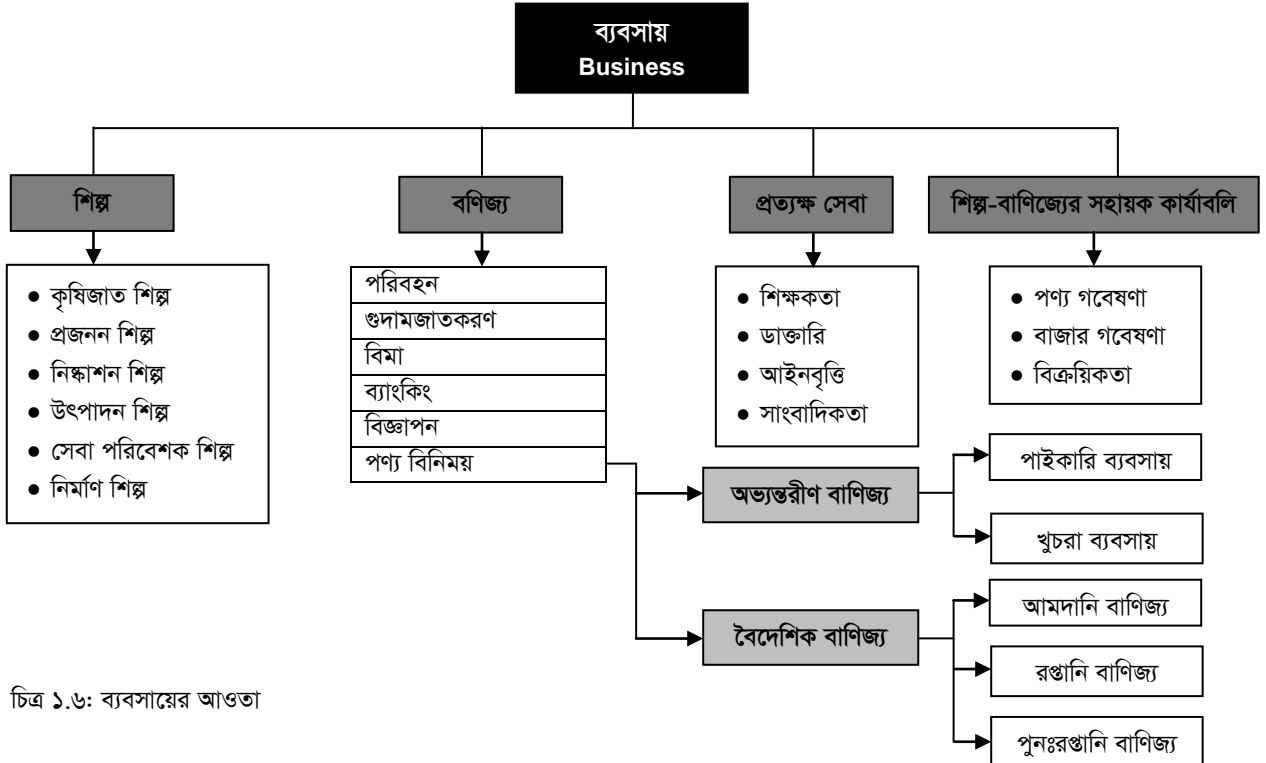 ব্যবসায়
Business
শিল্প
বণিজ্য
প্রত্যক্ষ সেবা
শিল্প-বাণিজ্যের সহায়ক কার্যাবলি
● কৃষিজাত শিল্প
● প্রজনন শিল্প
● নিষ্কাশন শিল্প
● উৎপাদন শিল্প
● সেবা পরিবেশক শিল্প
● নির্মাণ শিল্প
পরিবহন
গুদামজাতকরণ
বিমা
ব্যাংকিং
বিজ্ঞাপন
পণ্য বিনিময়
● শিক্ষকতা
● ডাক্তারি
● আইনবৃত্তি
● সাংবাদিকতা
● পণ্য গবেষণা
● বাজার গবেষণা
● বিক্রয়িকতা
অভ্যন্তরীণ বাণিজ্য
পাইকারি ব্যবসায়
খুচরা ব্যবসায়
বৈদেশিক বাণিজ্য
আমদানি বাণিজ্য
রপ্তানি বাণিজ্য
পুনঃরপ্তানি বাণিজ্য
চিত্র ১.৬: ব্যবসায়ের আওতা